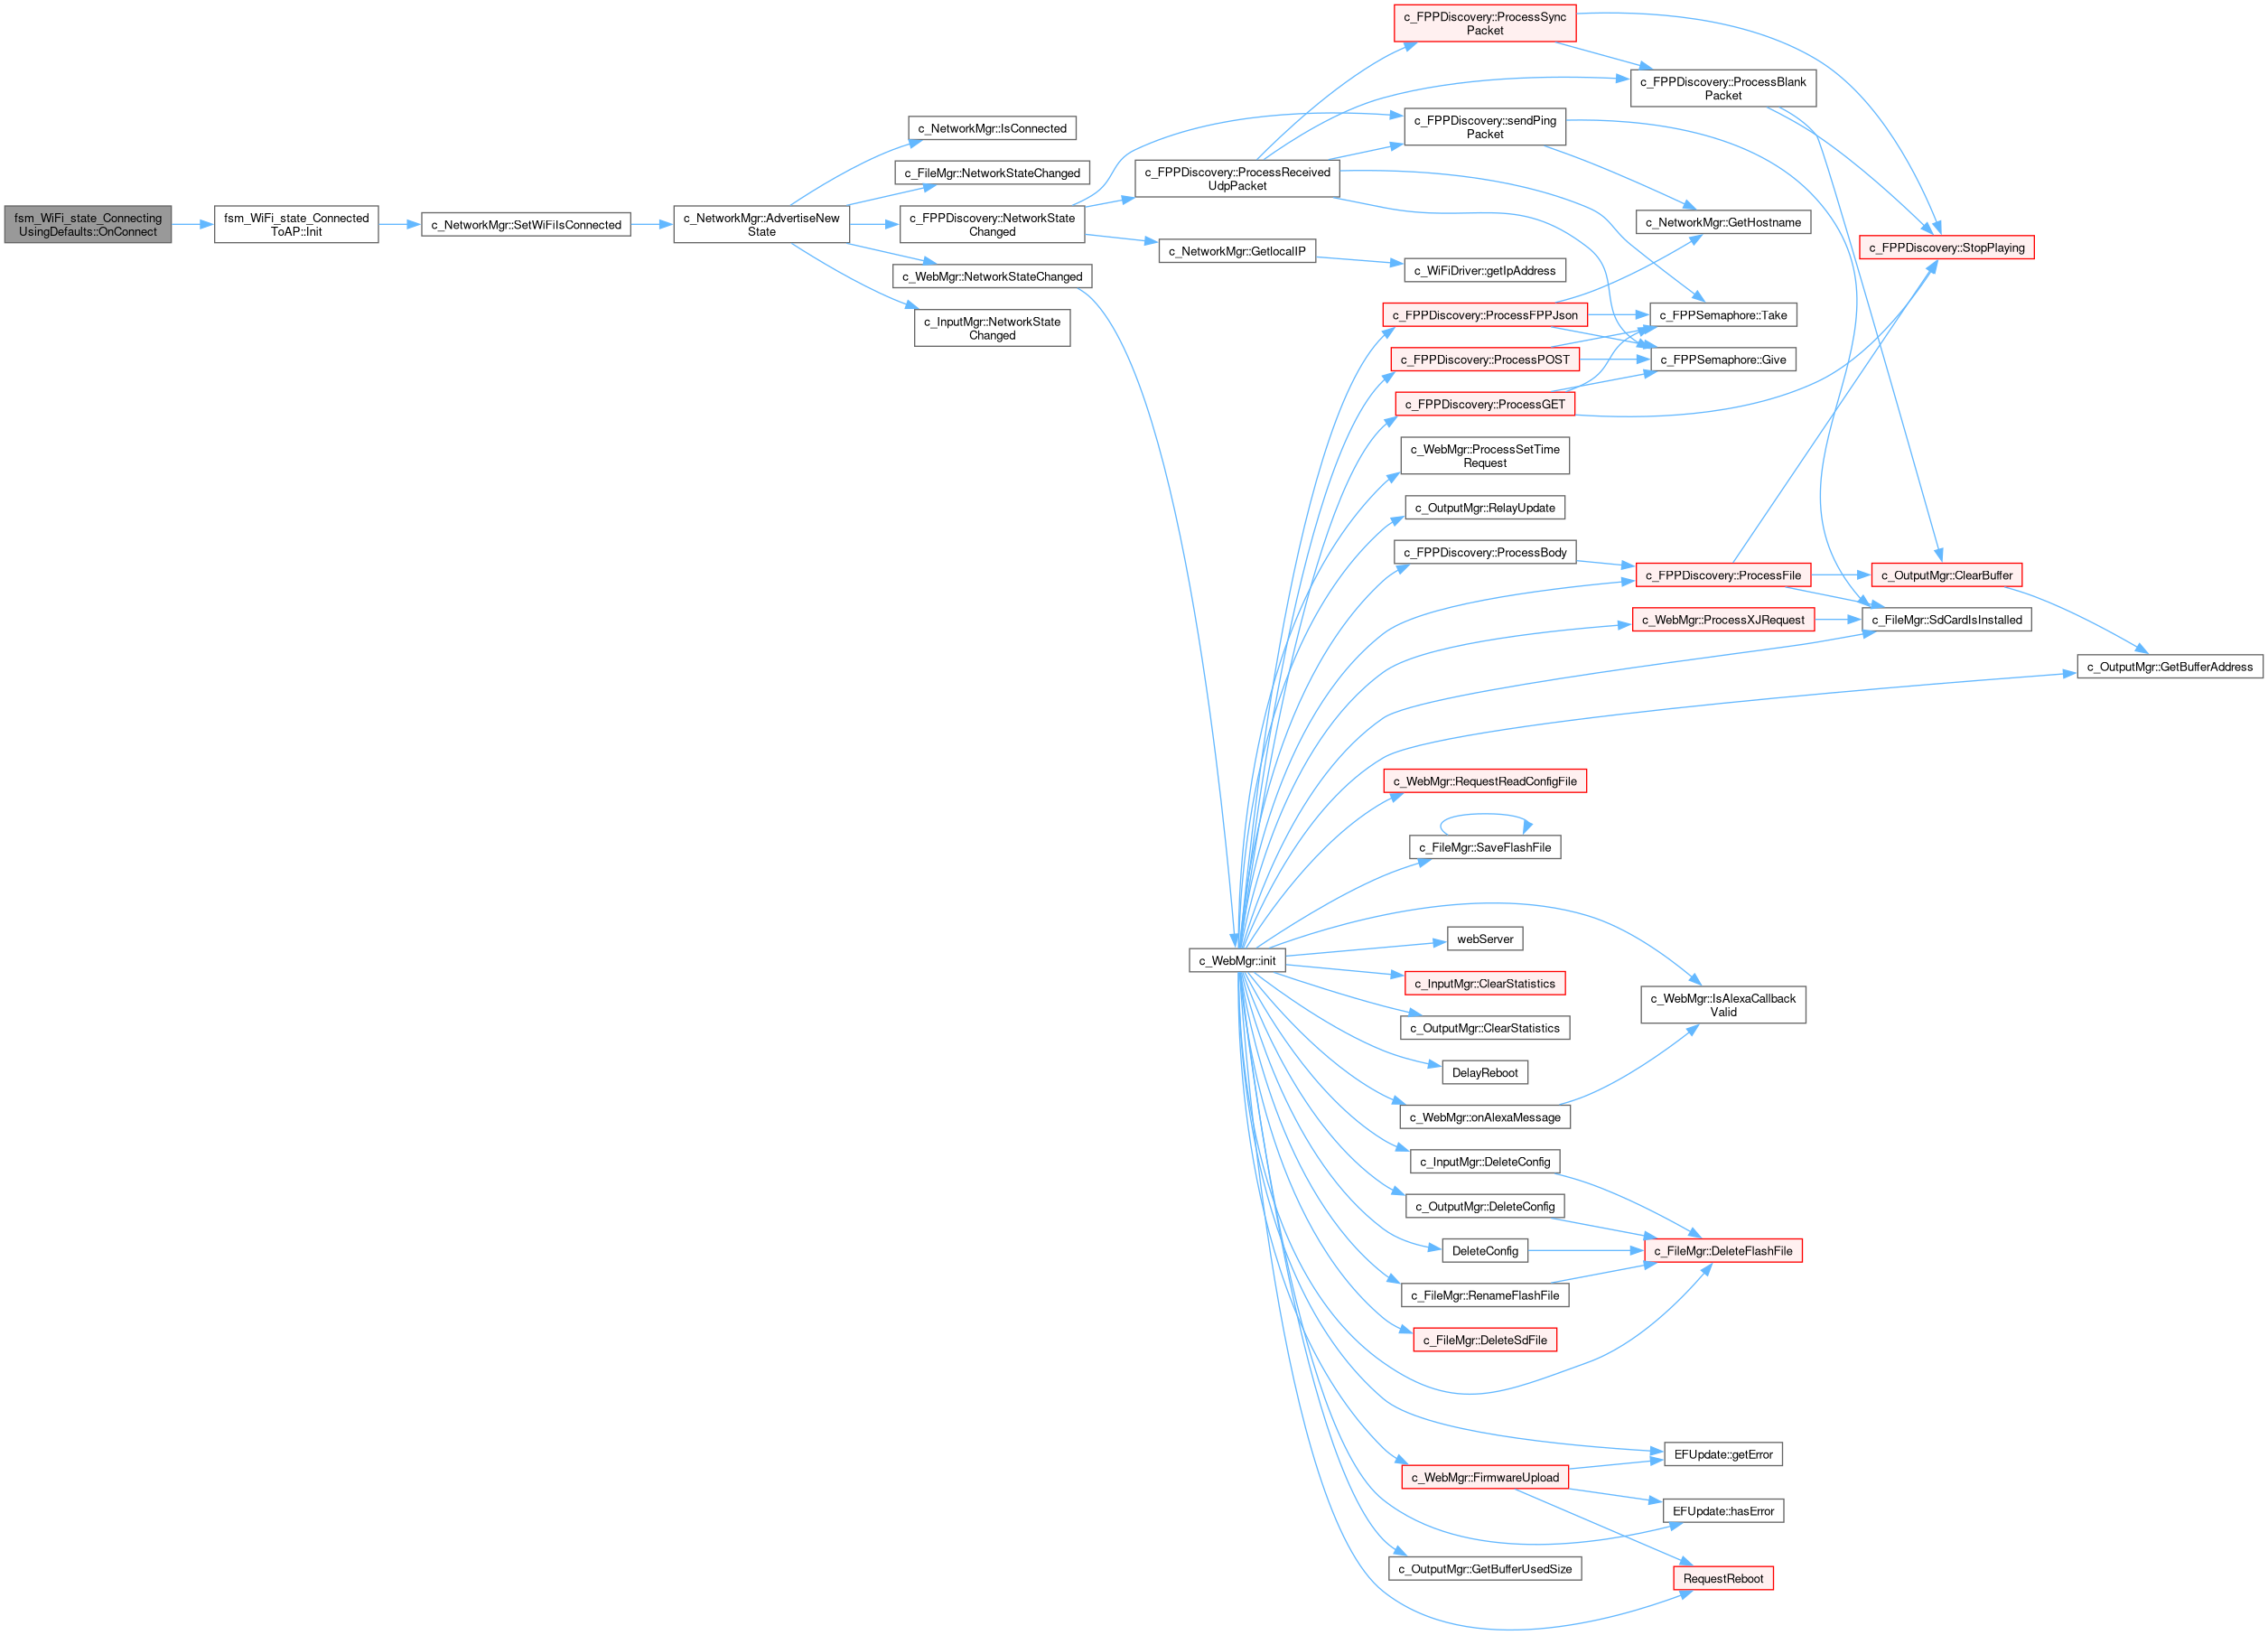 fsm_WiFi_state_Connecting
UsingDefaults::OnConnect
fsm_WiFi_state_Connected
ToAP::Init
c_NetworkMgr::SetWiFiIsConnected
c_NetworkMgr::AdvertiseNew
State
c_NetworkMgr::IsConnected
c_FileMgr::NetworkStateChanged
c_FPPDiscovery::NetworkState
Changed
c_WebMgr::NetworkStateChanged
c_InputMgr::NetworkState
Changed
c_FPPDiscovery::ProcessReceived
UdpPacket
c_NetworkMgr::GetlocalIP
c_WebMgr::init
c_FPPDiscovery::ProcessSync
Packet
c_FPPDiscovery::sendPing
Packet
c_WiFiDriver::getIpAddress
c_FPPDiscovery::ProcessFPPJson
c_FPPDiscovery::ProcessPOST
c_FPPDiscovery::ProcessGET
c_WebMgr::ProcessSetTime
Request
c_OutputMgr::RelayUpdate
c_FPPDiscovery::ProcessBody
c_WebMgr::RequestReadConfigFile
c_FileMgr::SaveFlashFile
webServer
c_InputMgr::ClearStatistics
c_OutputMgr::ClearStatistics
DelayReboot
c_WebMgr::onAlexaMessage
c_InputMgr::DeleteConfig
c_OutputMgr::DeleteConfig
DeleteConfig
c_FileMgr::RenameFlashFile
c_FileMgr::DeleteSdFile
c_WebMgr::FirmwareUpload
c_OutputMgr::GetBufferUsedSize
c_FPPDiscovery::ProcessBlank
Packet
c_NetworkMgr::GetHostname
c_FPPSemaphore::Take
c_FPPSemaphore::Give
c_FPPDiscovery::ProcessFile
c_WebMgr::ProcessXJRequest
c_WebMgr::IsAlexaCallback
Valid
c_FileMgr::DeleteFlashFile
EFUpdate::getError
EFUpdate::hasError
RequestReboot
c_FPPDiscovery::StopPlaying
c_OutputMgr::ClearBuffer
c_FileMgr::SdCardIsInstalled
c_OutputMgr::GetBufferAddress